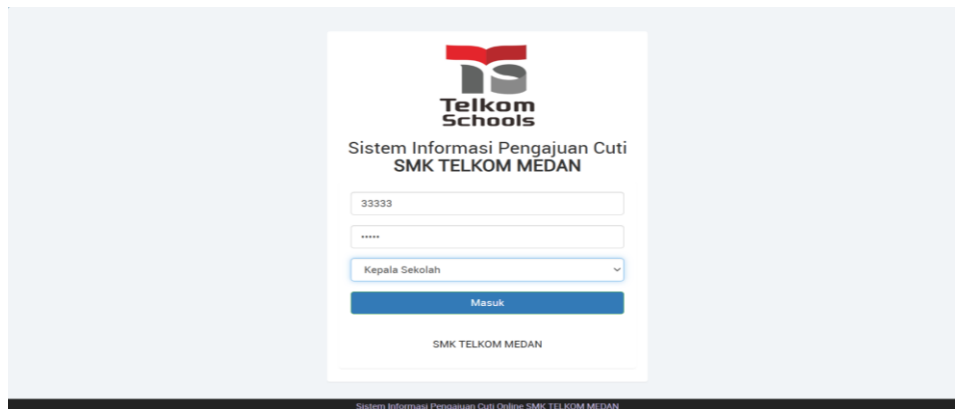 Telkom
Schools
Sistem Informasi Pengajuan Cuti
SMK TELKOM MEDAN
33333
•••••
Kepala Sekolah
Masuk
SMK TELKOM MEDAN
Sistem Informasi Pengajuan Cuti Online SMK TELKOM MEDAN